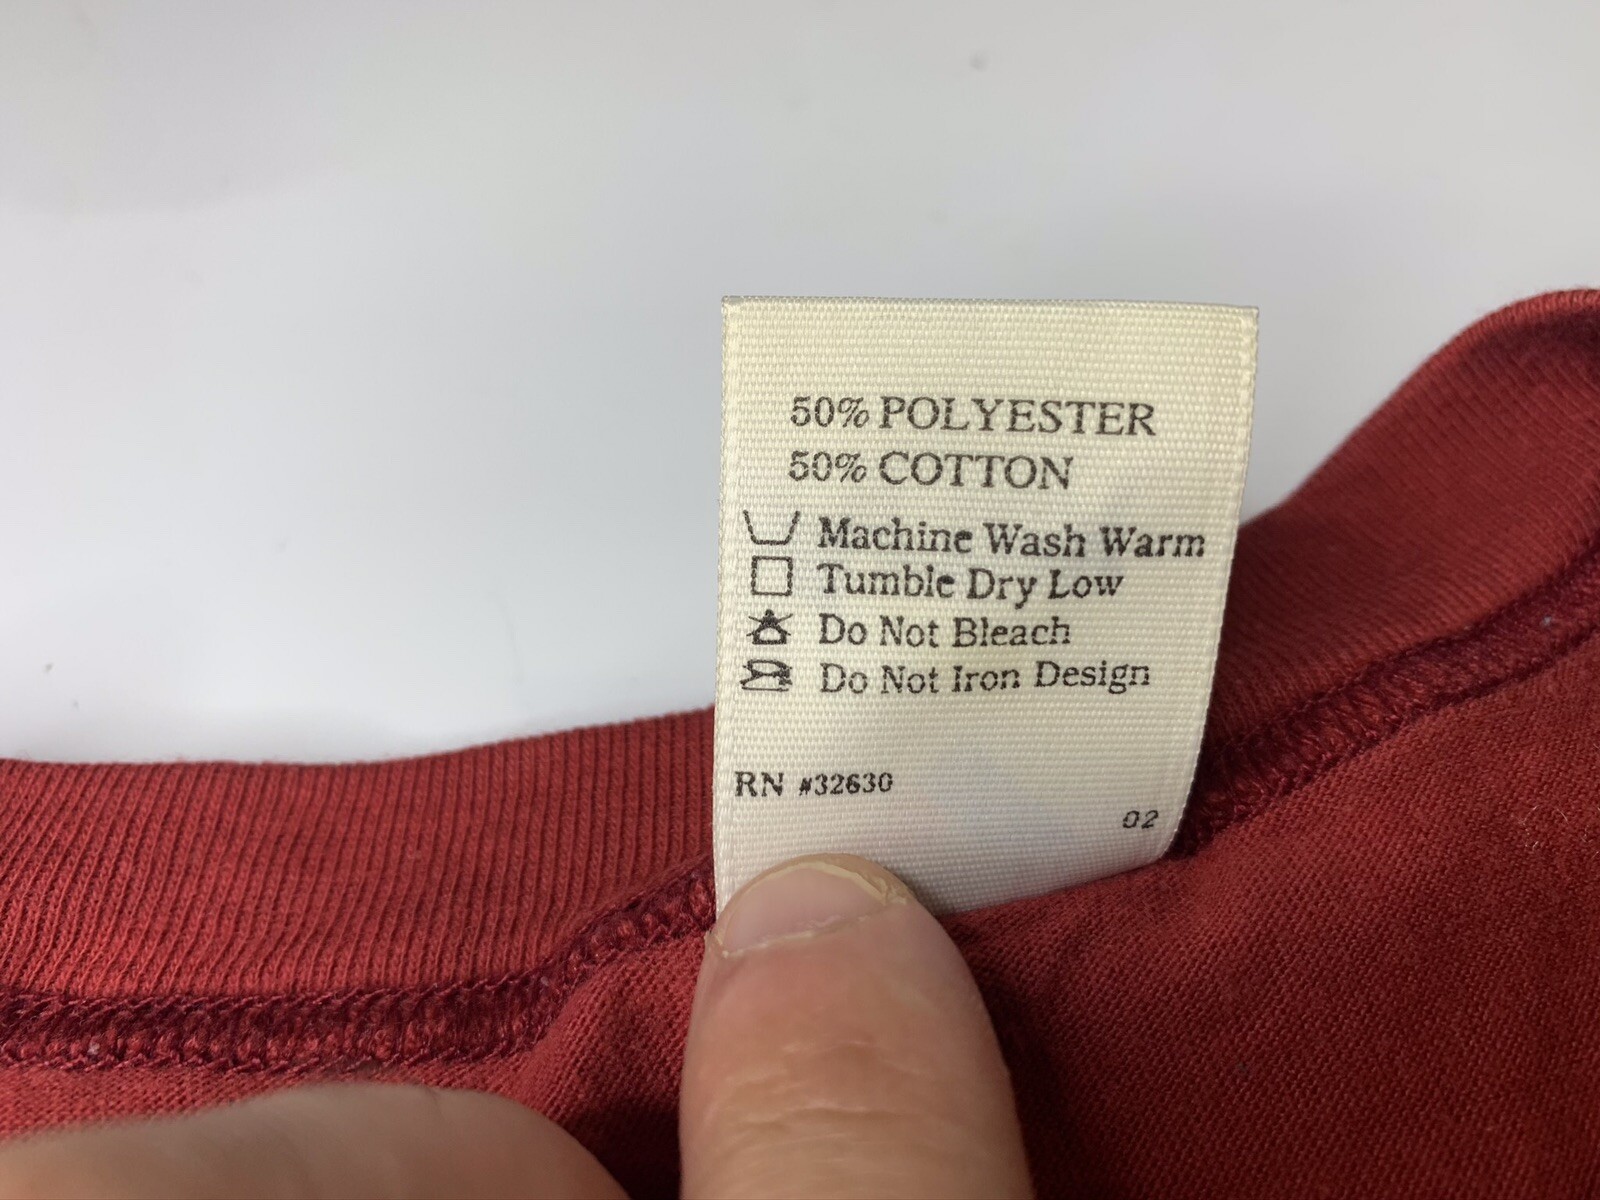 50% POLYESTER
50% COTTON
Machine Wash Warm
Tumble Dry Low
Do Not Bleach
Do Not Iron Design
RN #32630
02